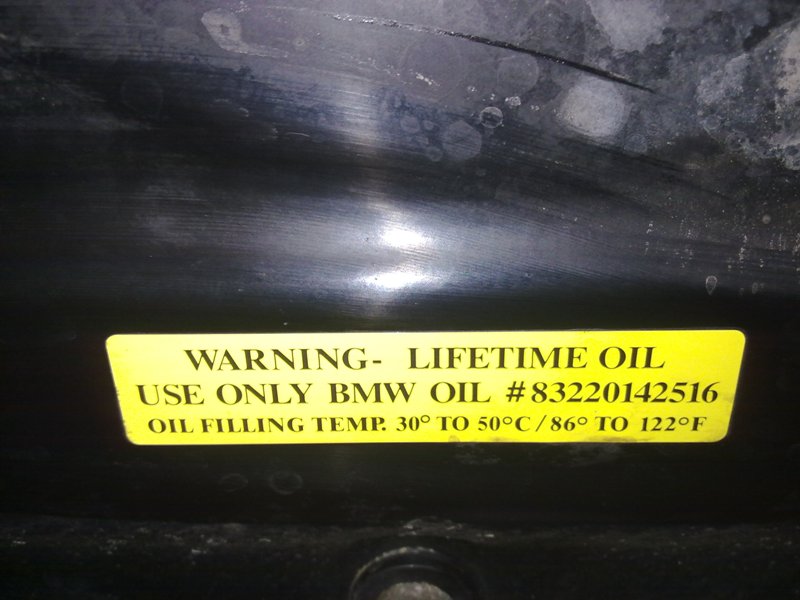 WARNING- LIFETIME OIL
USE ONLY BMW OIL #83220142516
OIL FILLING TEMP. 30° TO 50°C / 86° TO 122°F